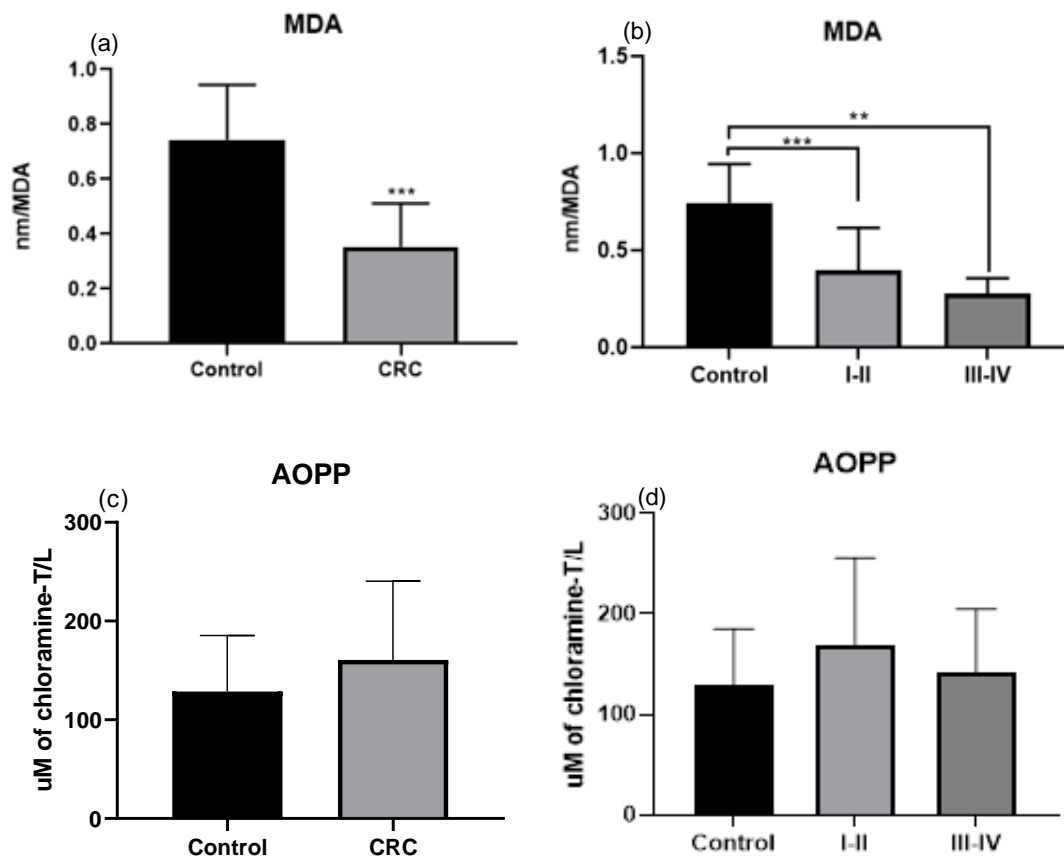 (a)
MDA
nm/MDA
1.0
0.8
0.6
0.4
0.2
0.0
***
Control CRC
(b)
MDA
nm/MDA
1.5
1.0
0.5
0.0
**
***
Control I-II III-IV
(c)
AOPP
uM of chloramine-T/L
300
200
100
0
Control CRC
(d)
AOPP
uM of chloramine-T/L
300
200
100
0
Control I-II III-IV